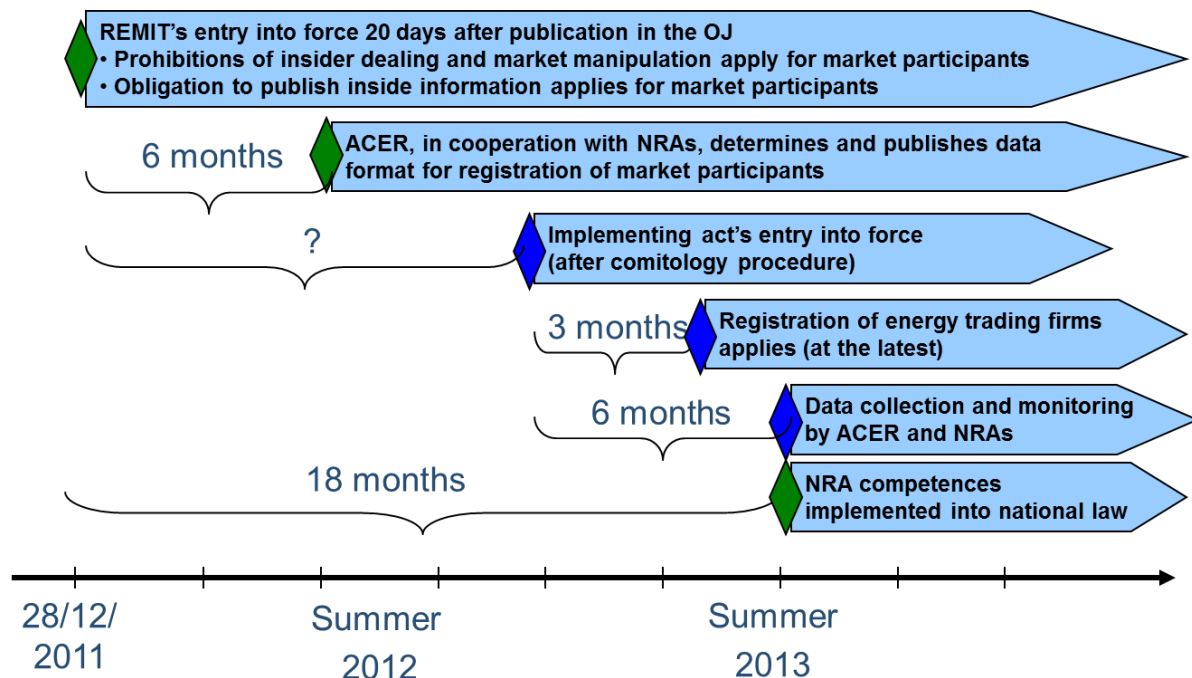 REMIT’s entry into force 20 days after publication in the OJ
• Prohibitions of insider dealing and market manipulation apply for market participants
• Obligation to publish inside information applies for market participants
6 months
ACER, in cooperation with NRAs, determines and publishes data
format for registration of market participants
?
Implementing act’s entry into force
(after comitology procedure)
3 months
Registration of energy trading firms
applies (at the latest)
6 months
Data collection and monitoring
by ACER and NRAs
18 months
NRA competences
implemented into national law
28/12/
2011
Summer
2012
Summer
2013